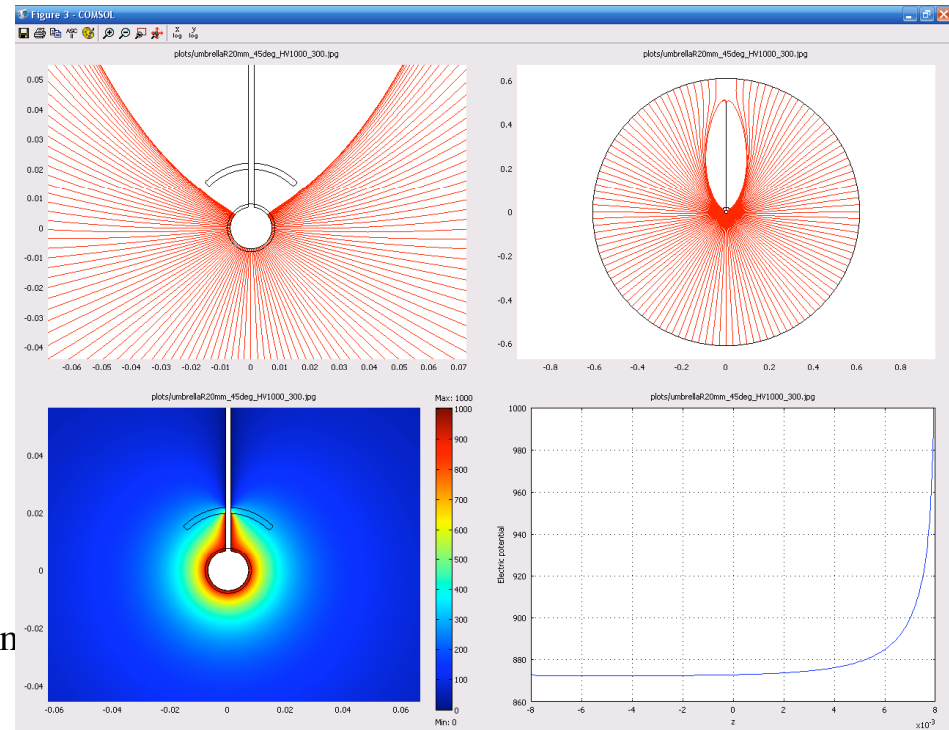 Figure 3 - COMSOL
x log y log
plots/umbrellaR20mm_45deg_HV1000_300.jpg
0.05
0.04
0.03
0.02
0.01
0
-0.01
-0.02
-0.03
-0.04
-0.06 -0.05 -0.04 -0.03 -0.02 -0.01 0 0.01 0.02 0.03 0.04 0.05 0.06 0.07
plots/umbrellaR20mm_45deg_HV1000_300.jpg
0.6
0.4
0.2
0
-0.2
-0.4
-0.6
-0.8 -0.6 -0.4 -0.2 0 0.2 0.4 0.6 0.8
plots/umbrellaR20mm_45deg_HV1000_300.jpg
Max: 1000
0.04
0.02
0
-0.02
-0.04
-0.06 -0.04 -0.02 0 0.02 0.04 0.06
1000
900
800
700
600
500
400
300
200
100
0
Min: 0
plots/umbrellaR20mm_45deg_HV1000_300.jpg
1000
980
960
940
920
900
880
860
Electric potential
-8 -6 -4 -2 0 2 4 6 8
z
x10⁻³